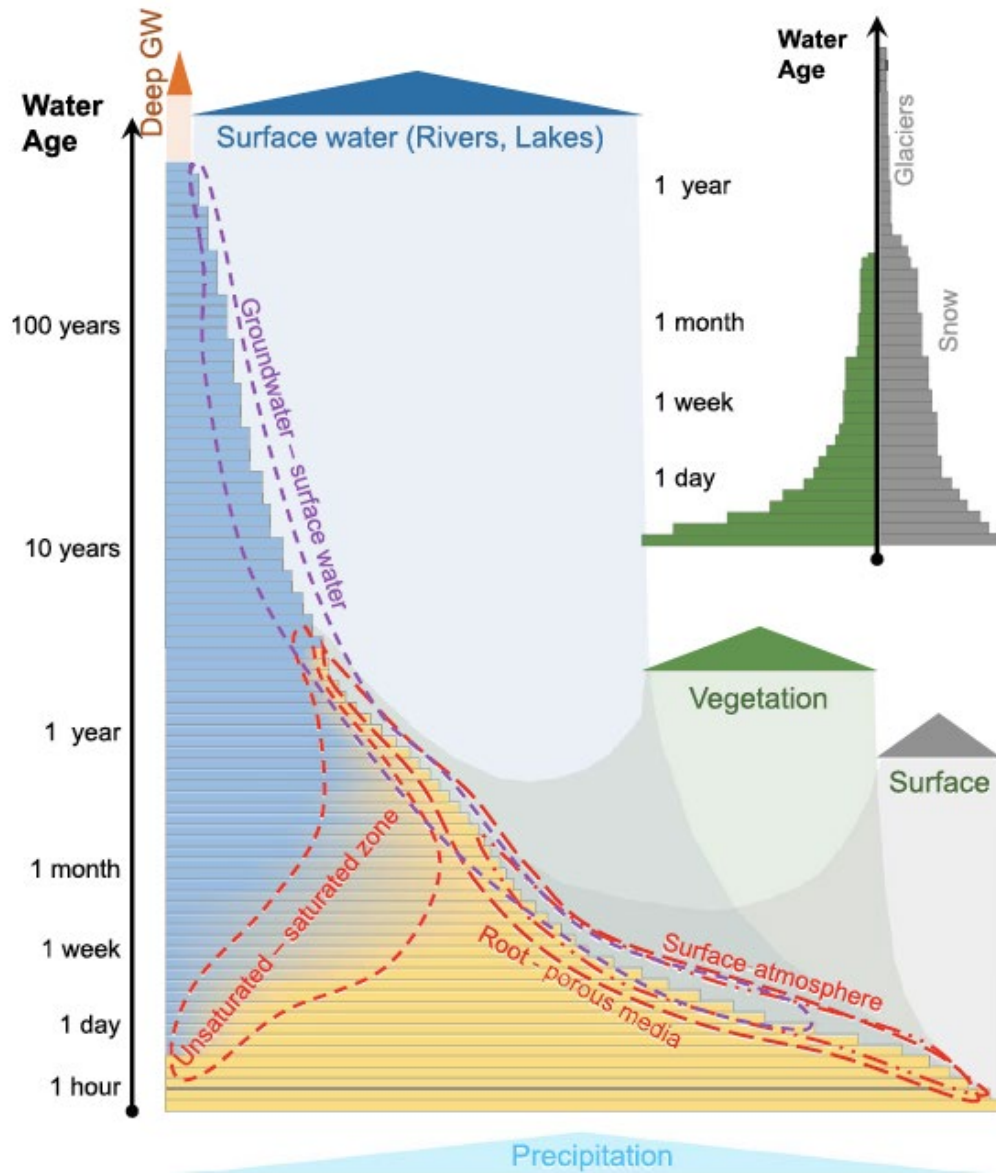 Deep GW
Water
Age
Surface water (Rivers, Lakes)
100 years
10 years
1 year
1 month
1 week
1 day
1 hour
Groundwater – surface water
Unsaturated – saturated zone
Root - porous media
Surface atmosphere
Water
Age
1 year
1 month
1 week
1 day
Glaciers
Snow
Vegetation
Surface
Precipitation